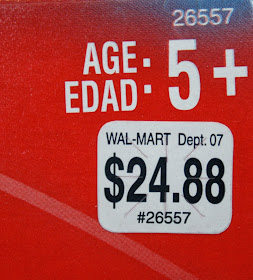 26557
AGE: 5+
EDAD:
WAL-MART Dept. 07
$24.88
#26557